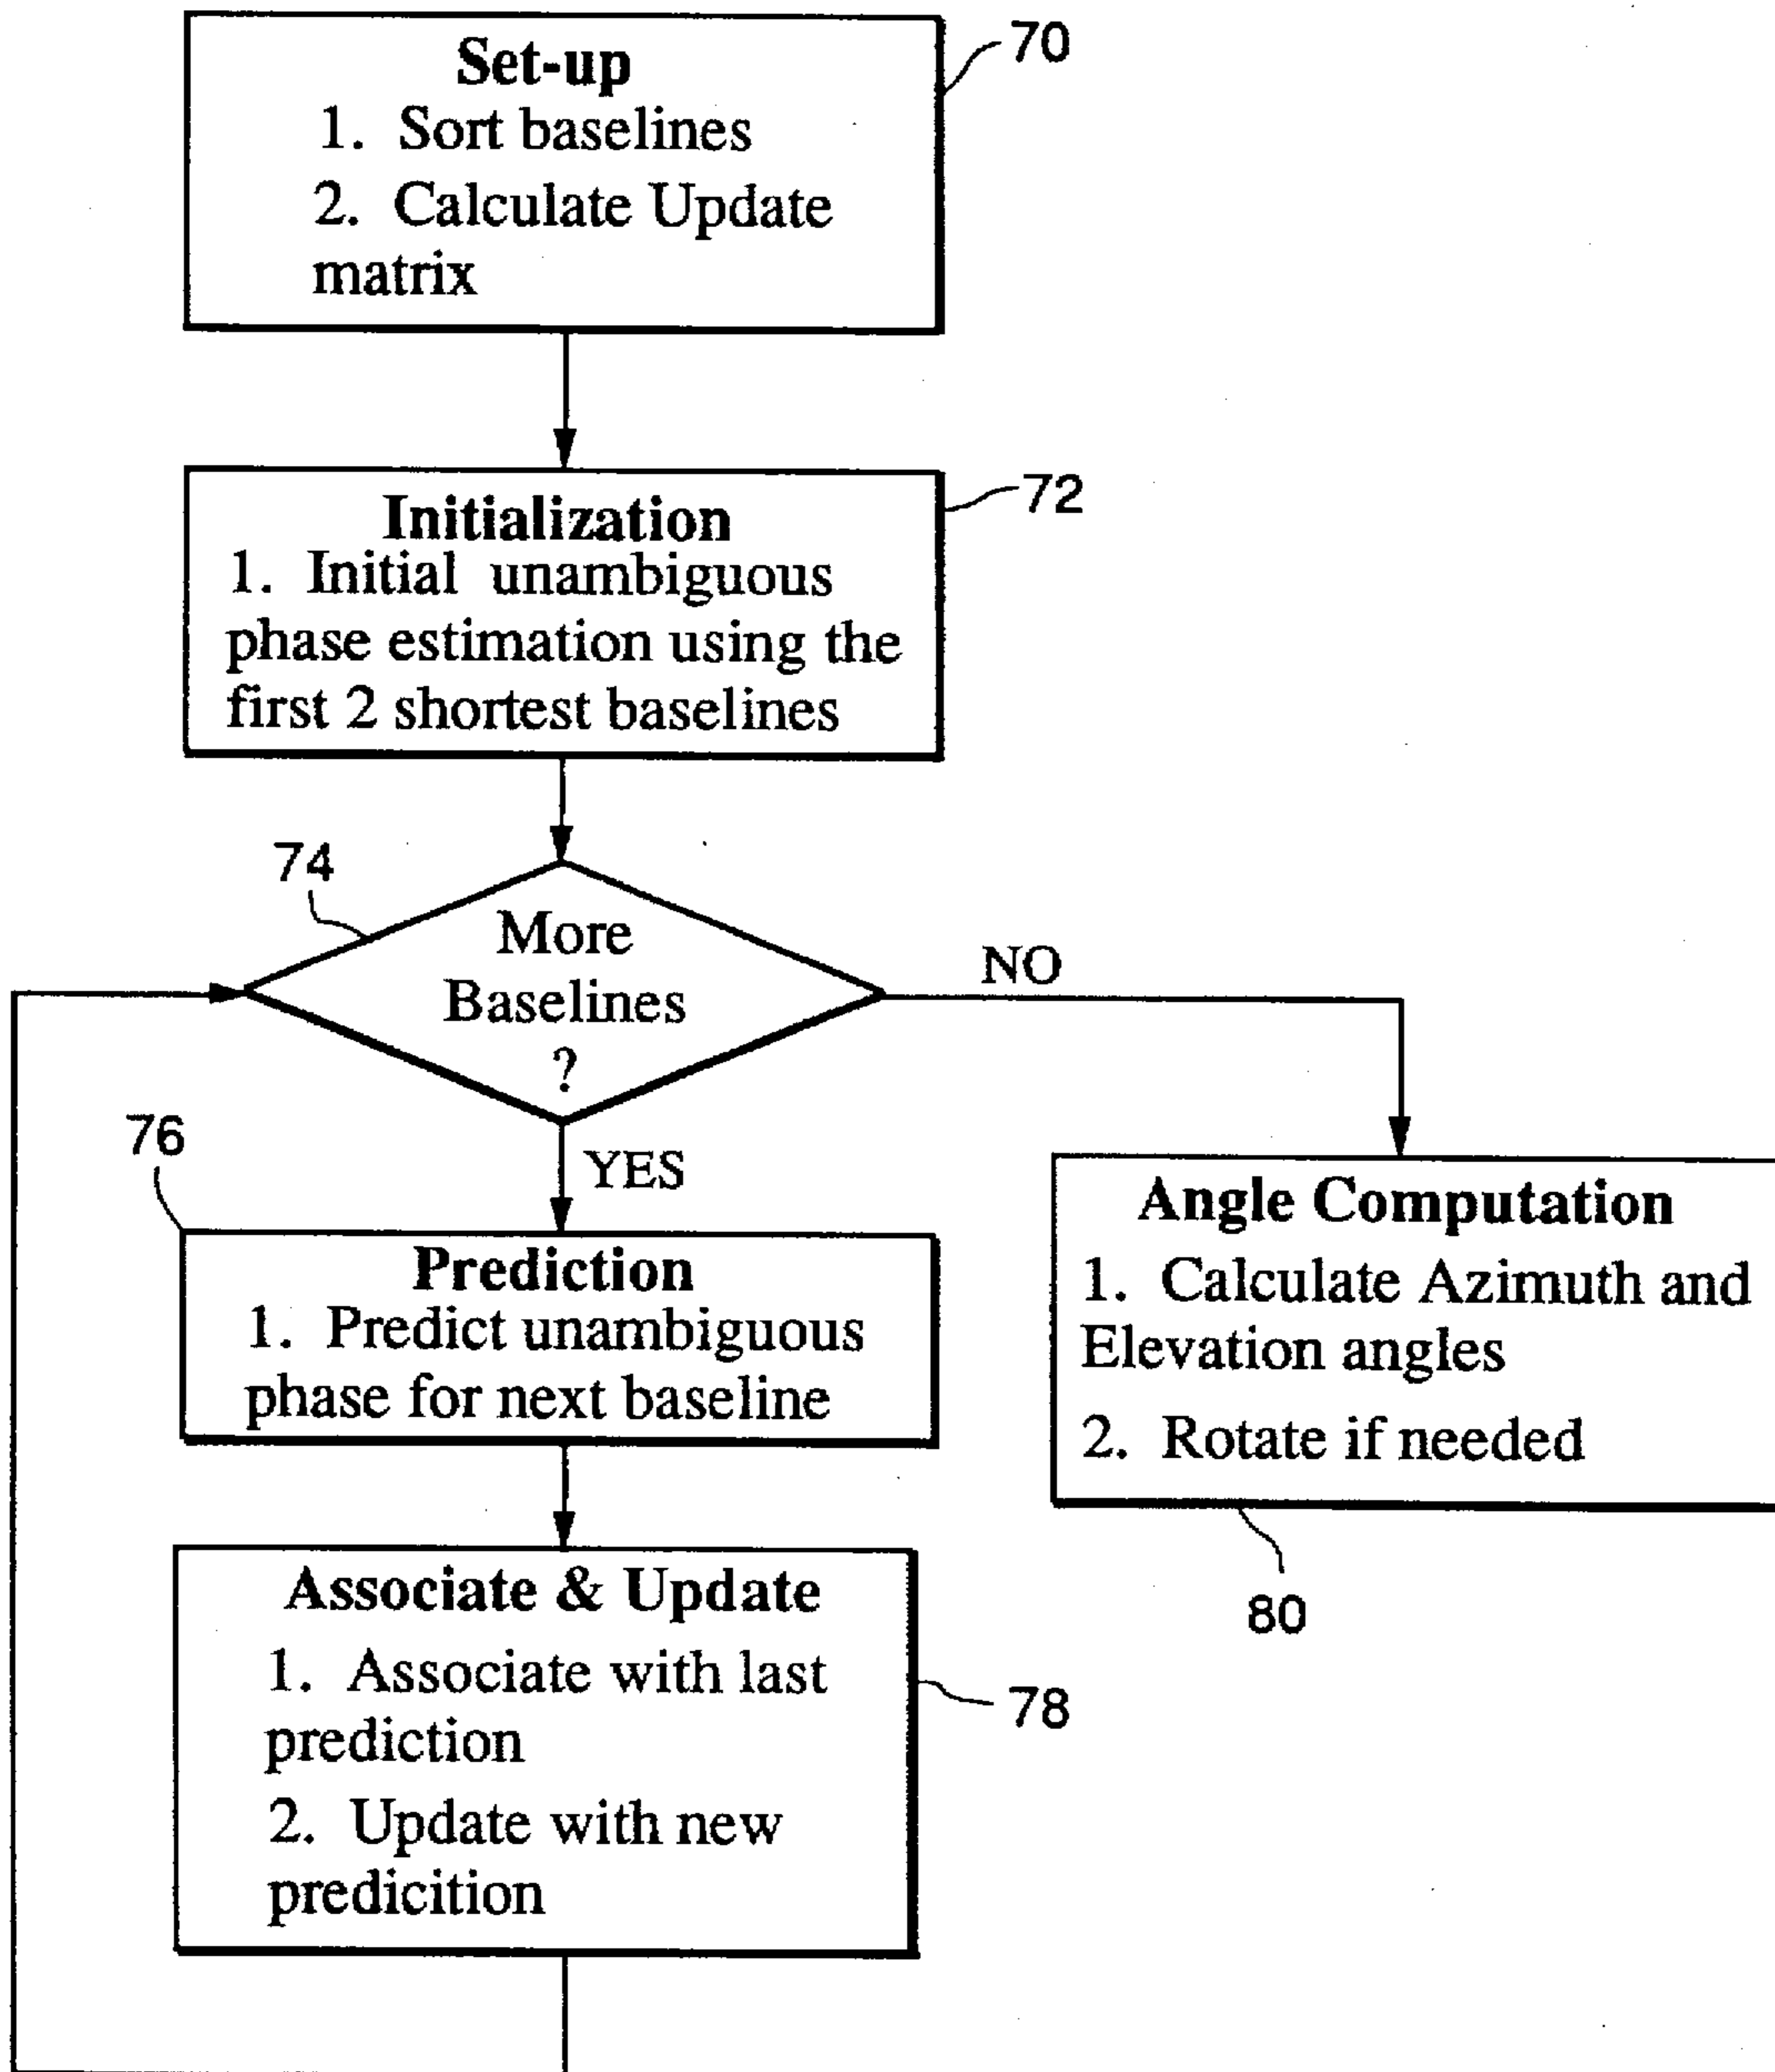 Set-up
1. Sort baselines
2. Calculate Update
matrix
70
Initialization
1. Initial unambiguous
phase estimation using the
first 2 shortest baselines
72
74
More
Baselines
?
NO
YES
76
Prediction
1. Predict unambiguous
phase for next baseline
Angle Computation
1. Calculate Azimuth and
Elevation angles
2. Rotate if needed
80
Associate & Update
1. Associate with last
prediction
2. Update with new
predicition
78